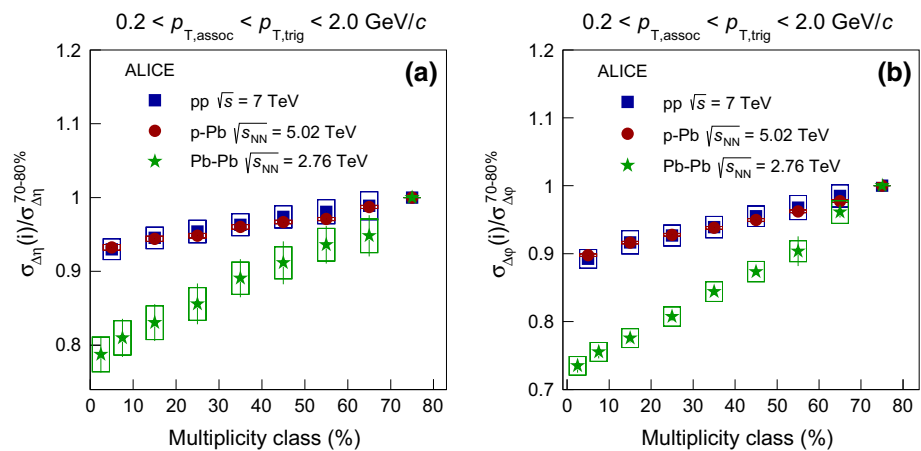 0.2 < p_T,assoc < p_T,trig < 2.0 GeV/c
(a)
ALICE
pp √s = 7 TeV
p-Pb √s_NN = 5.02 TeV
Pb-Pb √s_NN = 2.76 TeV
σ_Δη(i)/σ_Δη^70-80%
1.2
1.1
1
0.9
0.8
0 10 20 30 40 50 60 70 80
Multiplicity class (%)
0.2 < p_T,assoc < p_T,trig < 2.0 GeV/c
(b)
ALICE
pp √s = 7 TeV
p-Pb √s_NN = 5.02 TeV
Pb-Pb √s_NN = 2.76 TeV
σ_Δφ(i)/σ_Δφ^70-80%
1.2
1.1
1
0.9
0.8
0.7
0 10 20 30 40 50 60 70 80
Multiplicity class (%)